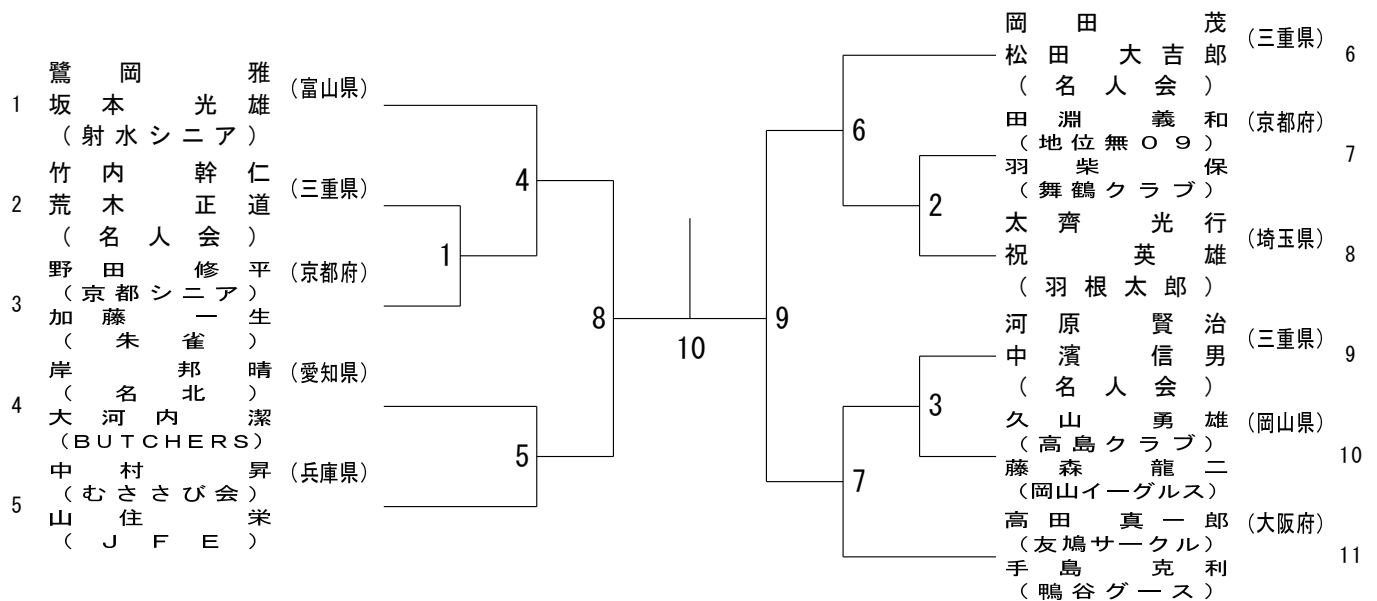 鷺岡 雅
1 坂本 光雄 (富山県)
(射水シニア)
竹内 幹仁
2 荒木 正道 (三重県)
(名人会)
野田 修平 (京都府)
(京都シニア)
3 加藤 一生
(朱雀)
岸 邦晴 (愛知県)
(名北)
4 大河内 潔
(BUTCHERS)
中村 昇 (兵庫県)
(むささび会)
5 山住 栄
(JFE)
4
1
8
5
10
岡田 茂
松田 大吉郎 (三重県) 6
(名人会)
田淵 義和 (京都府)
(地位無09)
羽柴 保 7
(舞鶴クラブ)
太齊 光行
祝 英雄 (埼玉県) 8
(羽根太郎)
河原 賢治
中濱 信男 (三重県) 9
(名人会)
久山 勇雄 (岡山県)
(高島クラブ)
藤森 龍二 10
(岡山イーグルス)
高田 真一郎 (大阪府)
(友鳩サークル)
手島 克利 11
(鴨谷グース)
6
2
9
3
7